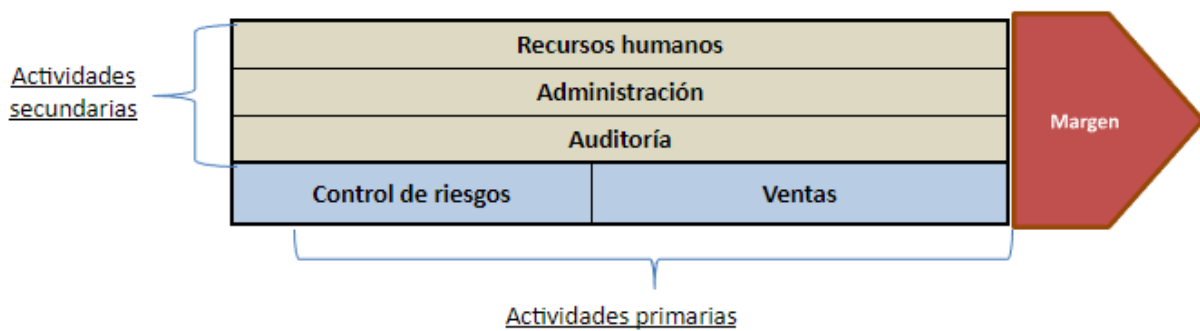 Recursos humanos
Actividades
secundarias
Administración
Auditoría
Margen
Control de riesgos
Ventas
Actividades primarias